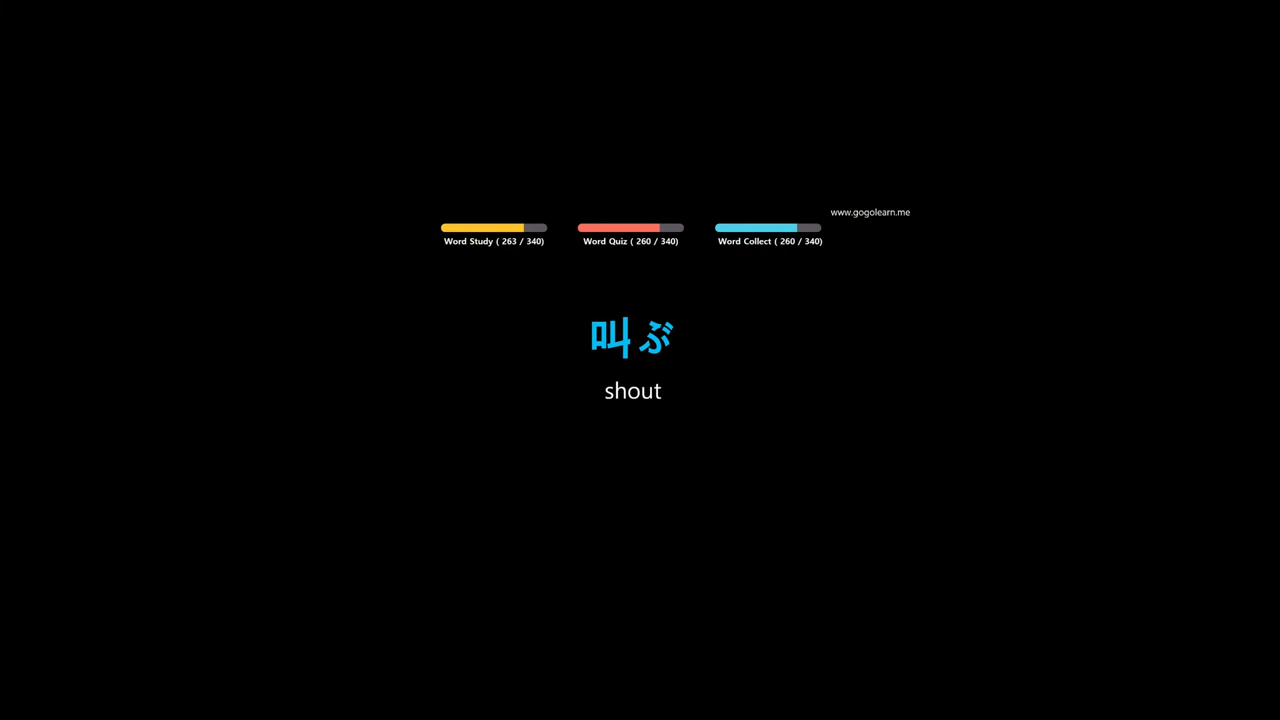 www.gogolearn.me
Word Study ( 263 / 340)
Word Quiz ( 260 / 340)
Word Collect ( 260 / 340)
叫ぶ
shout